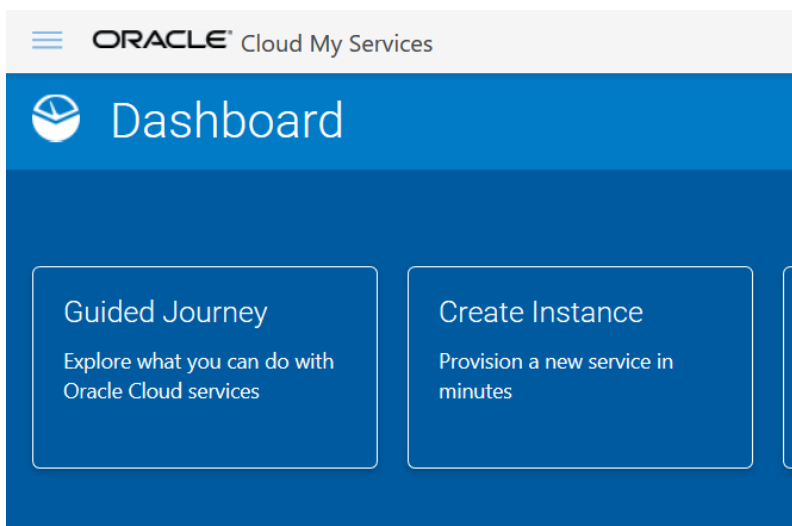 ORACLE® Cloud My Services
Dashboard
Guided Journey
Explore what you can do with
Oracle Cloud services
Create Instance
Provision a new service in
minutes